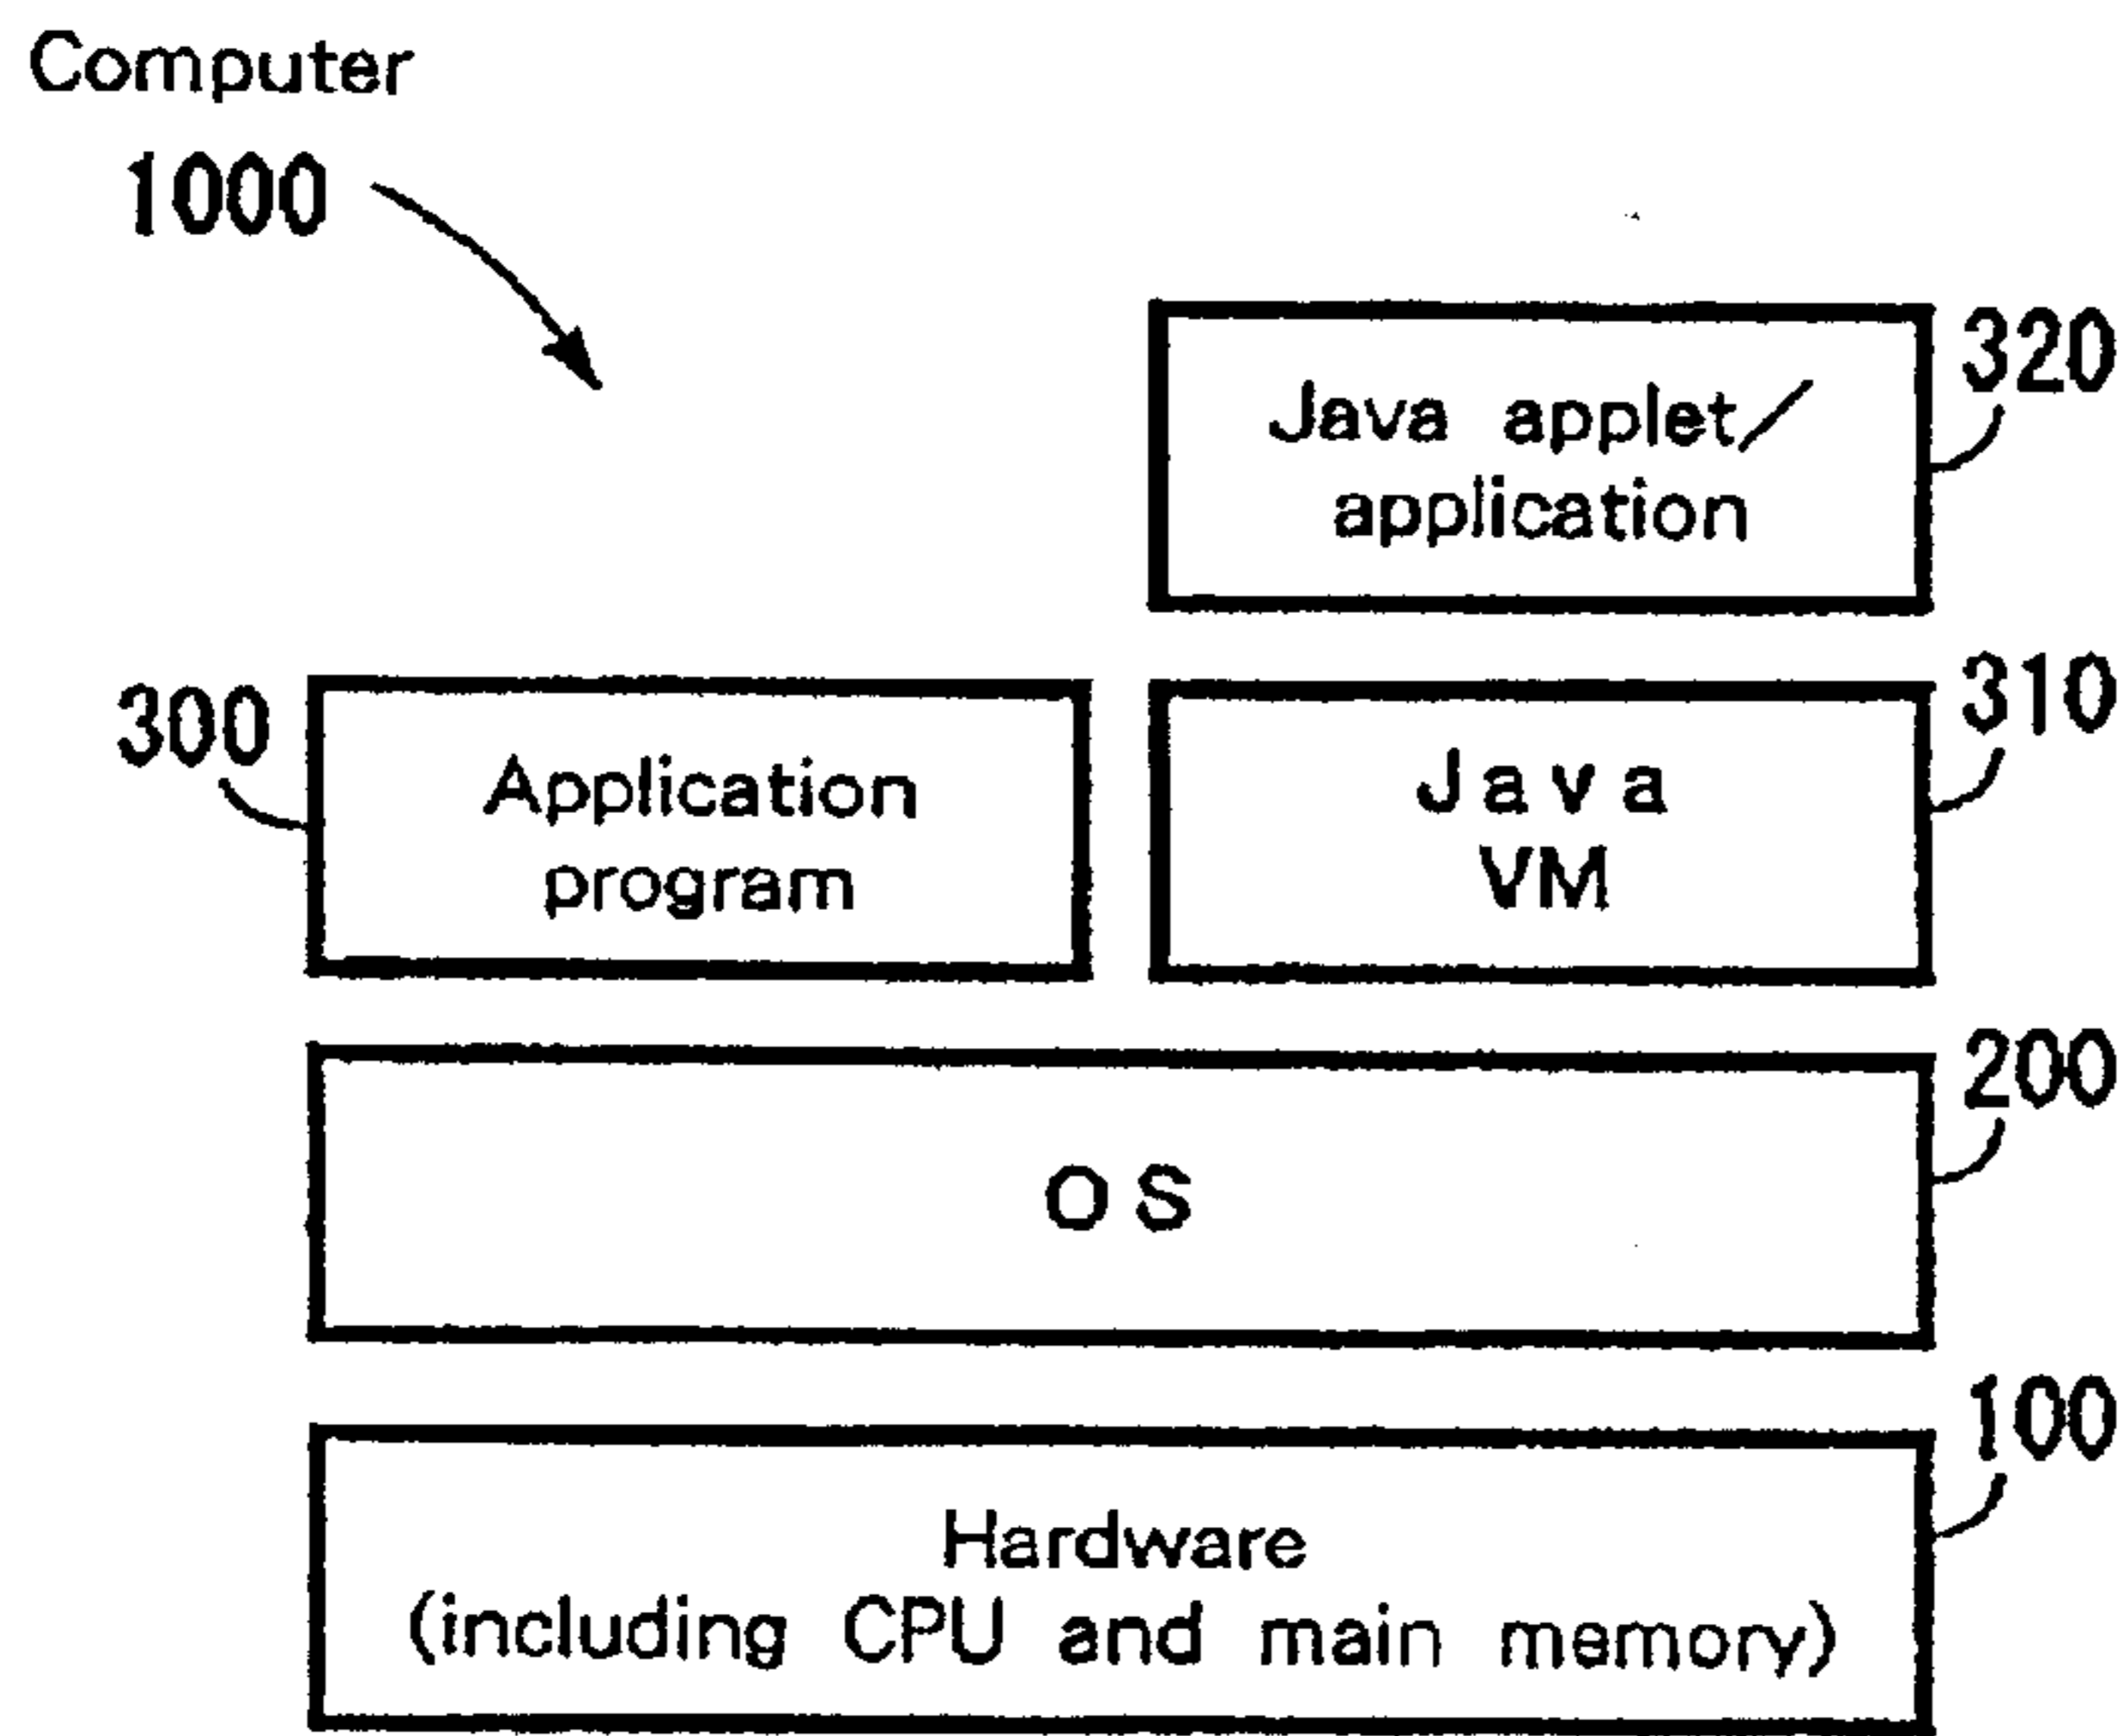 Computer
1000
320
Java applet/
application
300
310
Application
program
Java
VM
200
OS
100
Hardware
(including CPU and main memory)